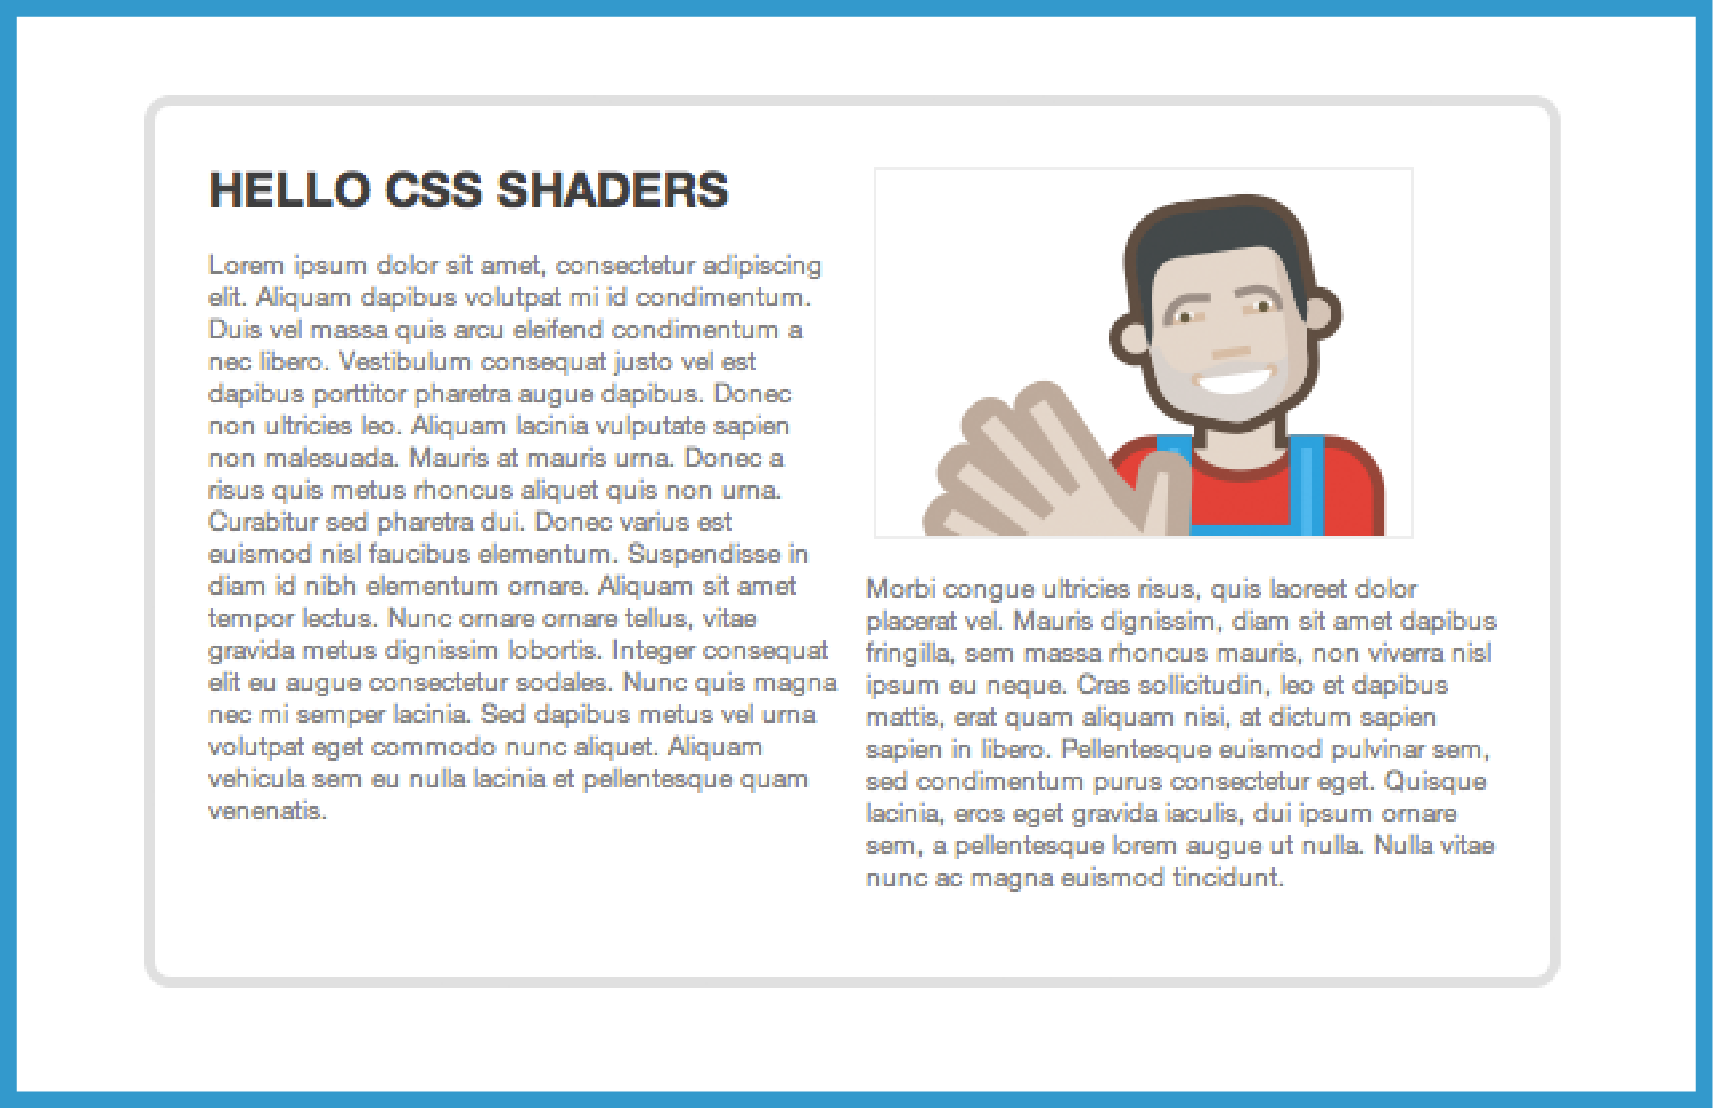 HELLO CSS SHADERS
Lorem ipsum dolor sit amet, consectetur adipiscing
elit. Aliquam dapibus volutpat mi id condimentum.
Duis vel massa quis arcu eleifend condimentum a
nec libero. Vestibulum consequat justo vel est
dapibus porttitor pharetra augue dapibus. Donec
non ultricies leo. Aliquam lacinia vulputate sapien
non malesuada. Mauris at mauris urna. Donec a
risus quis metus rhoncus aliquet quis non urna.
Curabitur sed pharetra dui. Donec varius est
euismod nisl faucibus elementum. Suspendisse in
diam id nibh elementum ornare. Aliquam sit amet
tempor lectus. Nunc ornare ornare tellus, vitae
gravida metus dignissim lobortis. Integer consequat
elit eu augue consectetur sodales. Nunc quis magna
nec mi semper lacinia. Sed dapibus metus vel urna
volutpat eget commodo nunc aliquet. Aliquam
vehicula sem eu nulla lacinia et pellentesque quam
venenatis.
Morbi congue ultricies risus, quis laoreet dolor
placerat vel. Mauris dignissim, diam sit amet dapibus
fringilla, sem massa rhoncus mauris, non viverra nisl
ipsum eu neque. Cras sollicitudin, leo et dapibus
mattis, erat quam aliquam nisi, at dictum sapien
sapien in libero. Pellentesque euismod pulvinar sem,
sed condimentum purus consectetur eget. Quisque
lacinia, eros eget gravida iaculis, dui ipsum ornare
sem, a pellentesque lorem augue ut nulla. Nulla vitae
nunc ac magna euismod tincidunt.